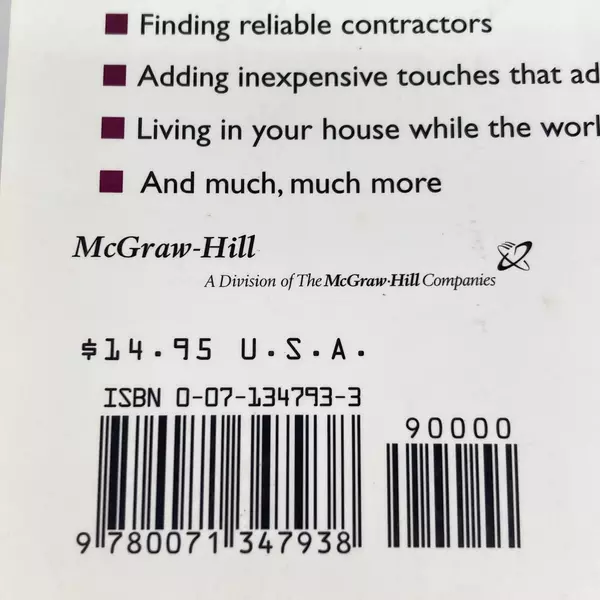 Finding reliable contractors
Adding inexpensive touches that ad
Living in your house while the worl
And much, much more
McGraw-Hill
A Division of The McGraw-Hill Companies
$14.95 U.S.A.
ISBN 0-07-134793-3
90000
9 780071 347938